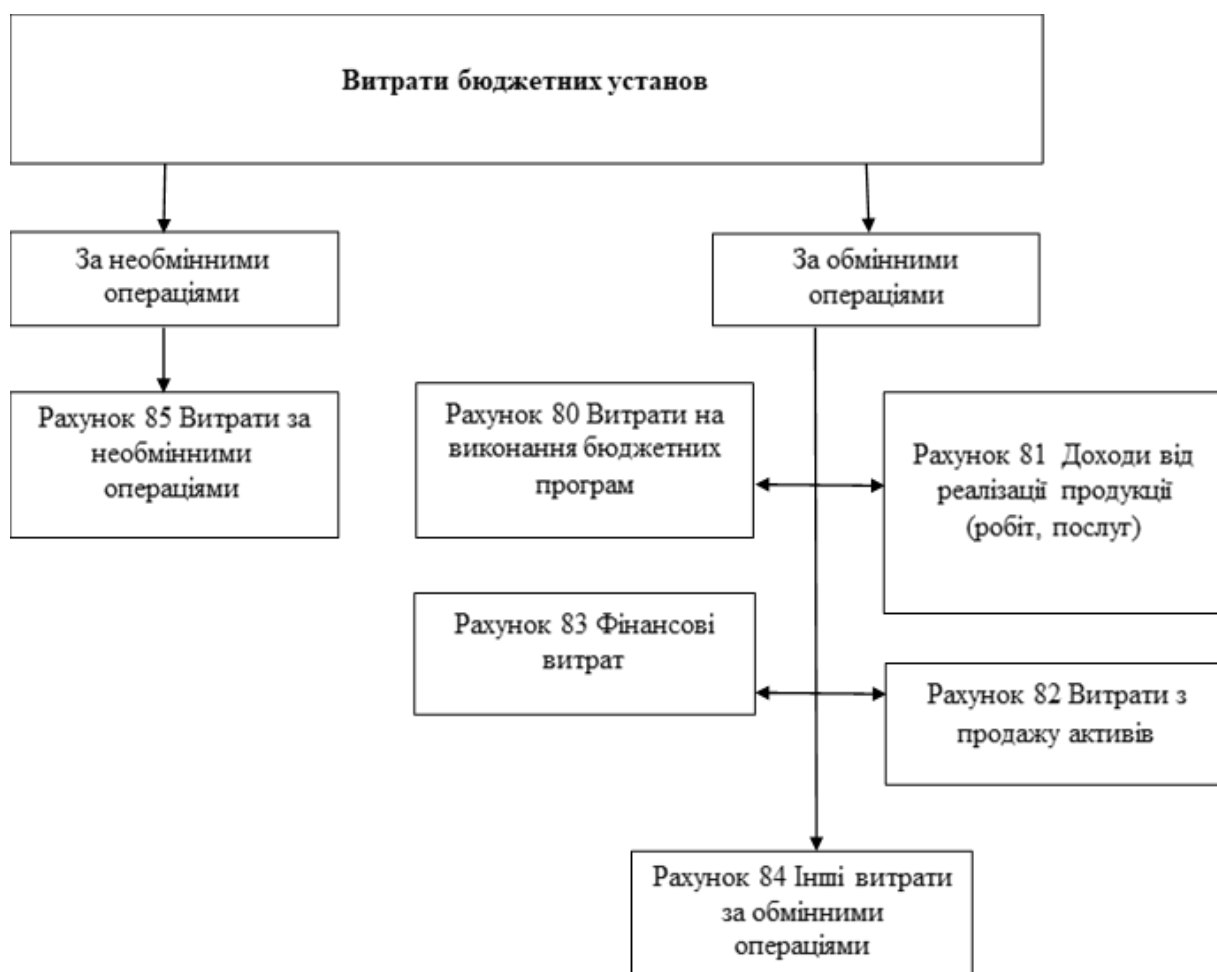 Витрати бюджетних установ
За необмінними
операціями
За обмінними
операціями
Рахунок 85 Витрати за
необмінними
операціями
Рахунок 80 Витрати на
виконання бюджетних
програм
Рахунок 81 Доходи від
реалізації продукції
(робіт, послуг)
Рахунок 83 Фінансові
витрат
Рахунок 82 Витрати з
продажу активів
Рахунок 84 Інші витрати
за обмінними
операціями